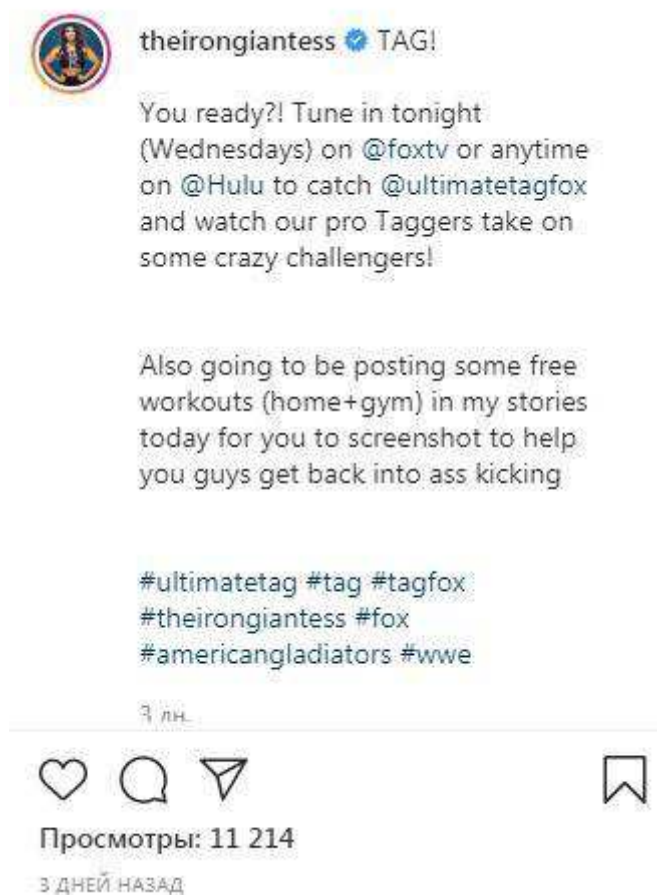 theirongiantess TAG!
You ready?! Tune in tonight
(Wednesdays) on @foxtv or anytime
on @Hulu to catch @ultimatetagfox
and watch our pro Taggers take on
some crazy challengers!
Also going to be posting some free
workouts (home+gym) in my stories
today for you to screenshot to help
you guys get back into ass kicking
#ultimatetag #tag #tagfox
#theirongiantess #fox
#americangladiators #wwe
3 дн.
Просмотры: 11 214
3 ДНЕЙ НАЗАД